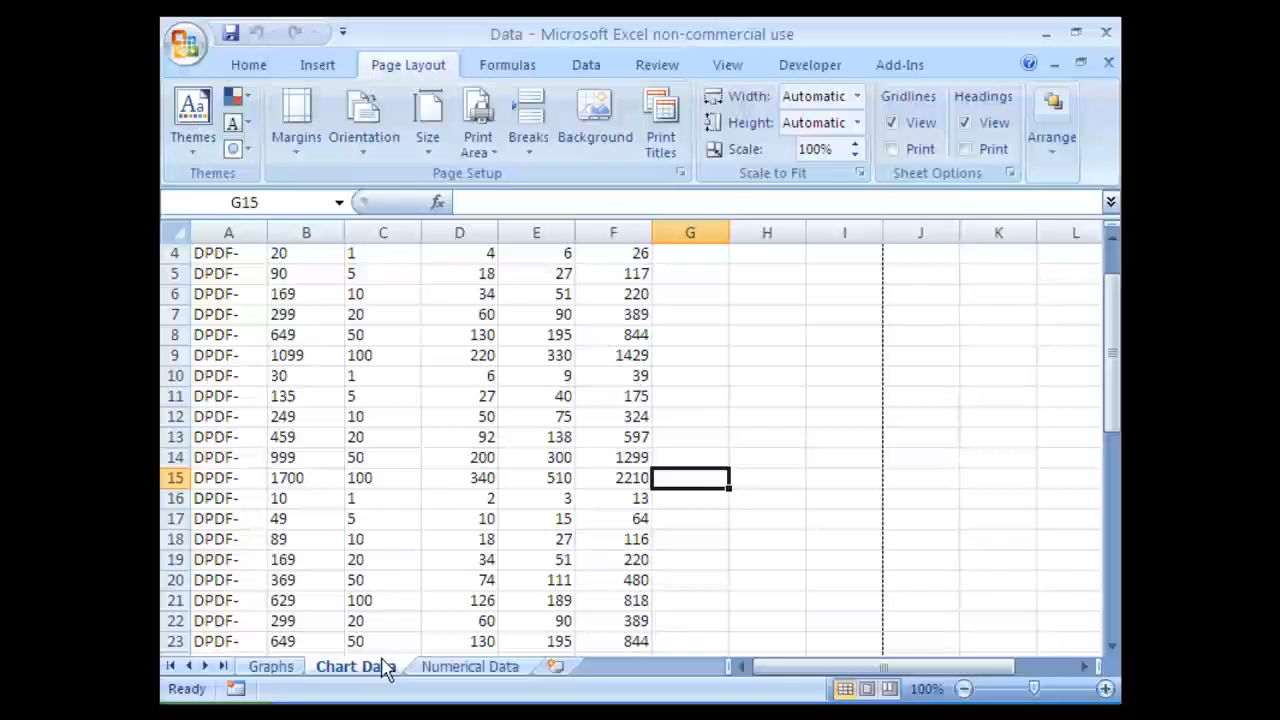 Data - Microsoft Excel non-commercial use
Home Insert Page Layout Formulas Data Review View Developer Add-Ins
Themes Margins Orientation Size Print Area Breaks Background Print Titles Width: Automatic Height: Automatic Scale: 100% Gridlines View Print Headings View Print Arrange
Themes Page Setup Scale to Fit Sheet Options
G15 fx
A B C D E F G H I J K L
4 DPDF- 20 1 4 6 26
5 DPDF- 90 5 18 27 117
6 DPDF- 169 10 34 51 220
7 DPDF- 299 20 60 90 389
8 DPDF- 649 50 130 195 844
9 DPDF- 1099 100 220 330 1429
10 DPDF- 30 1 6 9 39
11 DPDF- 135 5 27 40 175
12 DPDF- 249 10 50 75 324
13 DPDF- 459 20 92 138 597
14 DPDF- 999 50 200 300 1299
15 DPDF- 1700 100 340 510 2210
16 DPDF- 10 1 2 3 13
17 DPDF- 49 5 10 15 64
18 DPDF- 89 10 18 27 116
19 DPDF- 169 20 34 51 220
20 DPDF- 369 50 74 111 480
21 DPDF- 629 100 126 189 818
22 DPDF- 299 20 60 90 389
23 DPDF- 649 50 130 195 844
Graphs Chart Data Numerical Data
Ready 100%